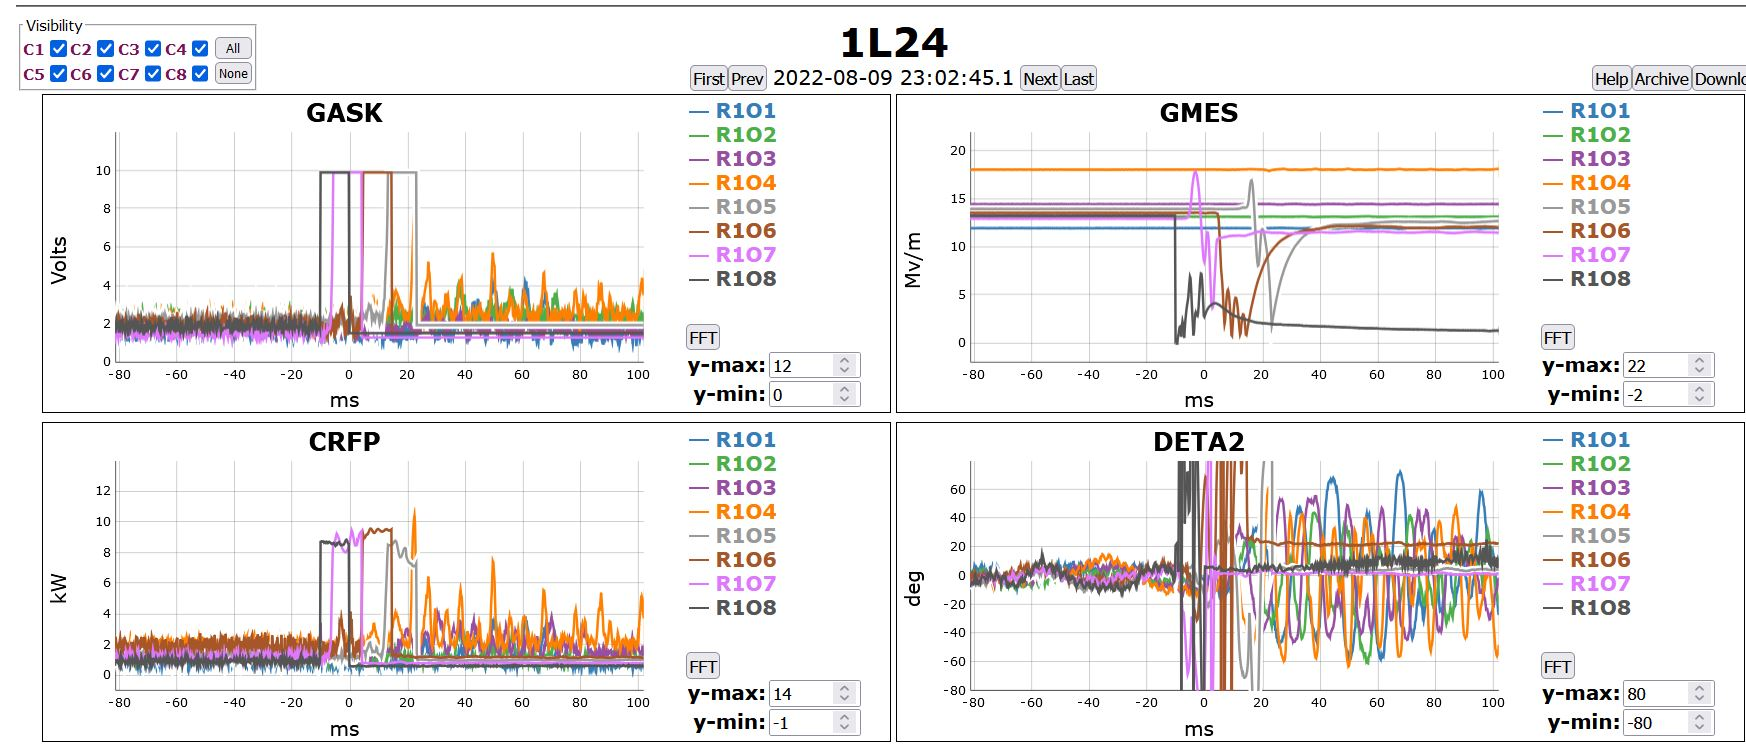 Visibility
C1 C2 C3 C4 All
C5 C6 C7 C8 None
1L24
First Prev 2022-08-09 23:02:45.1 Next Last
Help Archive Downlo
GASK
Volts
10
8
6
4
2
0
-80 -60 -40 -20 0 20 40 60 80 100
ms
R1O1
R1O2
R1O3
R1O4
R1O5
R1O6
R1O7
R1O8
FFT
y-max: 12
y-min: 0
GMES
Mv/m
20
15
10
5
0
-80 -60 -40 -20 0 20 40 60 80 100
ms
R1O1
R1O2
R1O3
R1O4
R1O5
R1O6
R1O7
R1O8
FFT
y-max: 22
y-min: -2
CRFP
kW
12
10
8
6
4
2
0
-80 -60 -40 -20 0 20 40 60 80 100
ms
R1O1
R1O2
R1O3
R1O4
R1O5
R1O6
R1O7
R1O8
FFT
y-max: 14
y-min: -1
DETA2
deg
60
40
20
0
-20
-40
-60
-80
-80 -60 -40 -20 0 20 40 60 80 100
ms
R1O1
R1O2
R1O3
R1O4
R1O5
R1O6
R1O7
R1O8
FFT
y-max: 80
y-min: -80